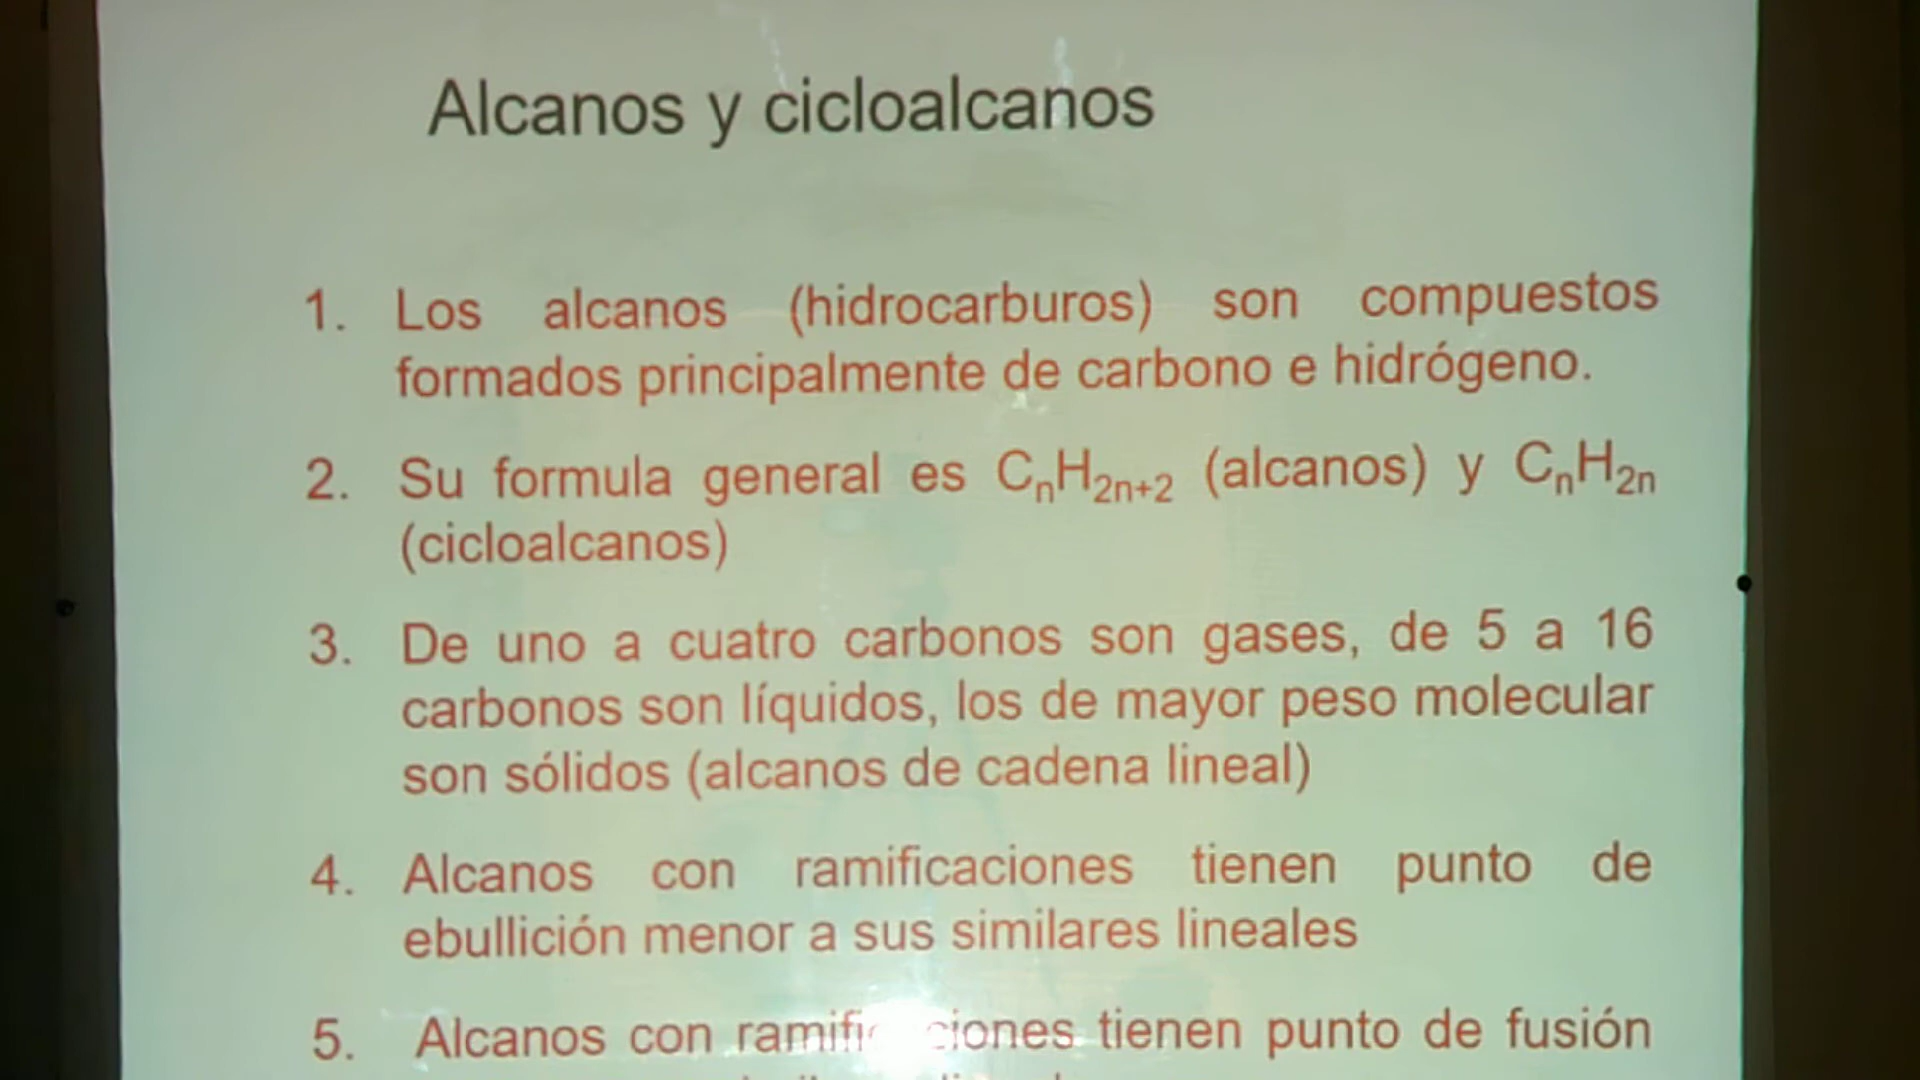 Alcanos y cicloalcanos
1. Los alcanos (hidrocarburos) son compuestos
formados principalmente de carbono e hidrógeno.
2. Su formula general es CₙH₂ₙ₊₂ (alcanos) y CₙH₂ₙ
(cicloalcanos)
3. De uno a cuatro carbonos son gases, de 5 a 16
carbonos son líquidos, los de mayor peso molecular
son sólidos (alcanos de cadena lineal)
4. Alcanos con ramificaciones tienen punto de
ebullición menor a sus similares lineales
5. Alcanos con ramificaciones tienen punto de fusión